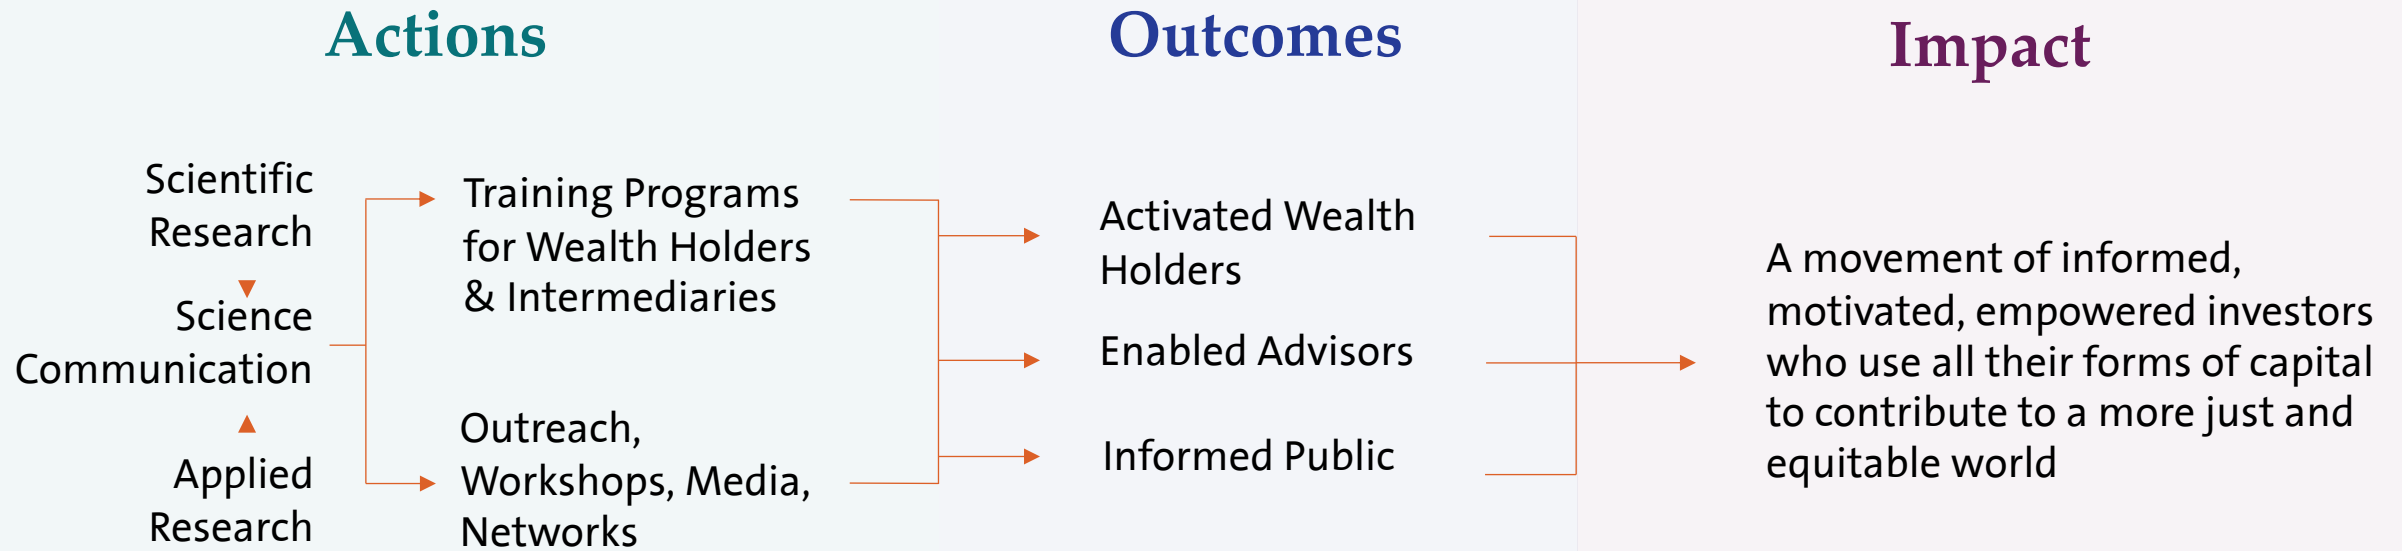 Actions
Scientific
Research
Science
Communication
Applied
Research
Training Programs
for Wealth Holders
& Intermediaries
Outreach,
Workshops, Media,
Networks
Outcomes
Activated Wealth
Holders
Enabled Advisors
Informed Public
Impact
A movement of informed,
motivated, empowered investors
who use all their forms of capital
to contribute to a more just and
equitable world